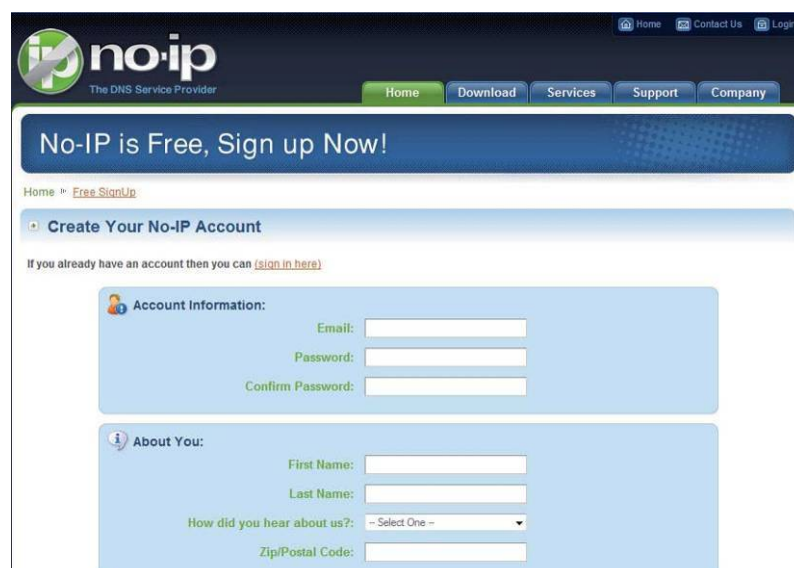 Home Contact Us Login
ip no·ip
The DNS Service Provider
Home Download Services Support Company
No-IP is Free, Sign up Now!
Home Free SignUp
Create Your No-IP Account
If you already have an account then you can (sign in here)
Account Information:
Email:
Password:
Confirm Password:
About You:
First Name:
Last Name:
How did you hear about us?: -- Select One --
Zip/Postal Code: